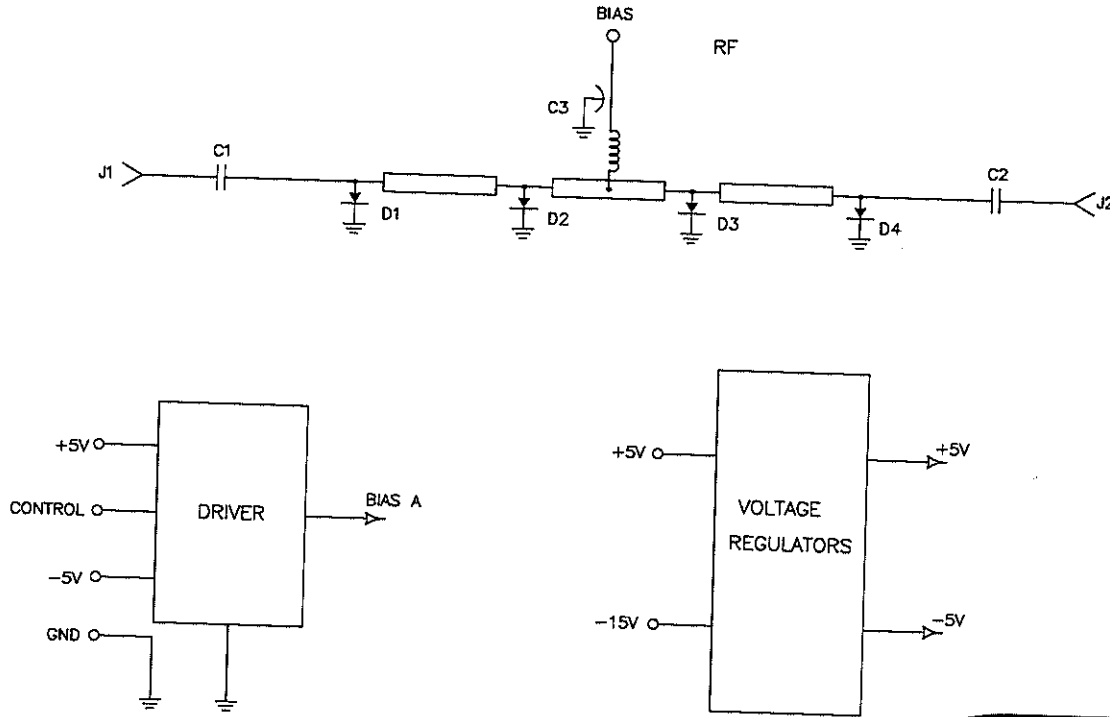 BIAS
RF
C3
J1
C1
D1
D2
D3
D4
C2
J2
+5V
CONTROL
-5V
GND
DRIVER
BIAS A
+5V
-15V
VOLTAGE
REGULATORS
+5V
-5V